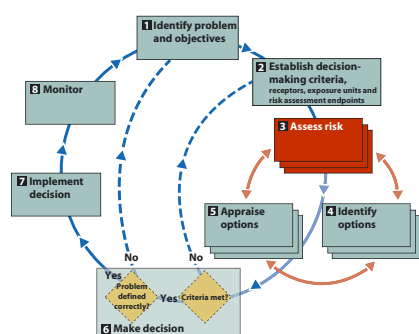 1 Identify problem
and objectives
2 Establish decision-
making criteria,
receptors, exposure units and
risk assessment endpoints
8 Monitor
3 Assess risk
7 Implement
decision
5 Appraise
options
4 Identify
options
No
No
Yes
Problem
defined
correctly?
Yes
Criteria met?
6 Make decision